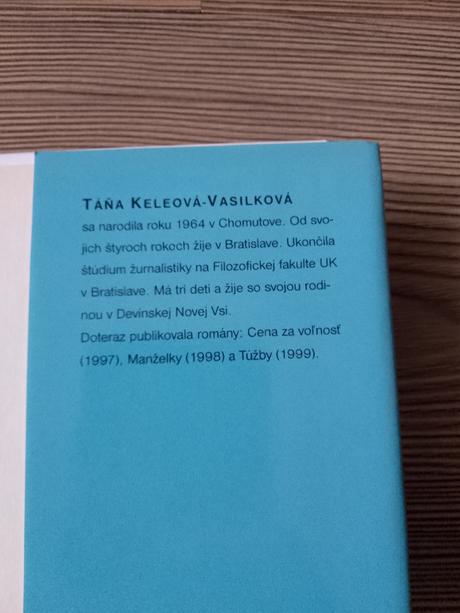 TÁŇA KELEOVÁ-VASILKOVÁ
sa narodila roku 1964 v Chomutove. Od svo-
jich štyroch rokoch žije v Bratislave. Ukončila
štúdium žurnalistiky na Filozofickej fakulte UK
v Bratislave. Má tri deti a žije so svojou rodi-
nou v Devínskej Novej Vsi.
Doteraz publikovala romány: Cena za voľnosť
(1997), Manželky (1998) a Túžby (1999).